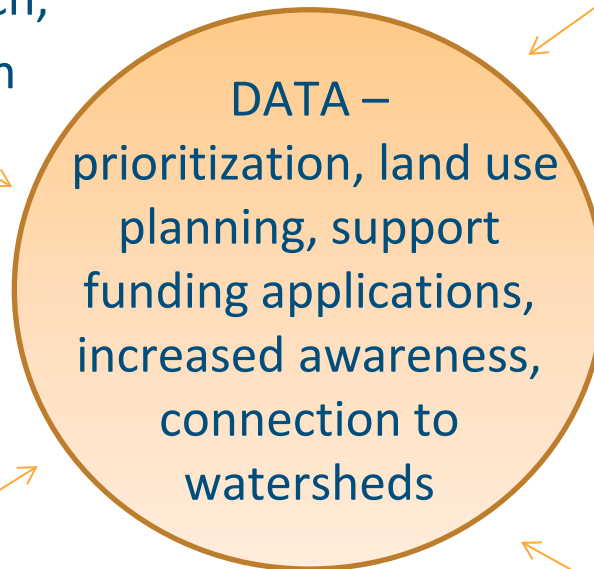 DATA –
prioritization, land use
planning, support
funding applications,
increased awareness,
connection to
watersheds